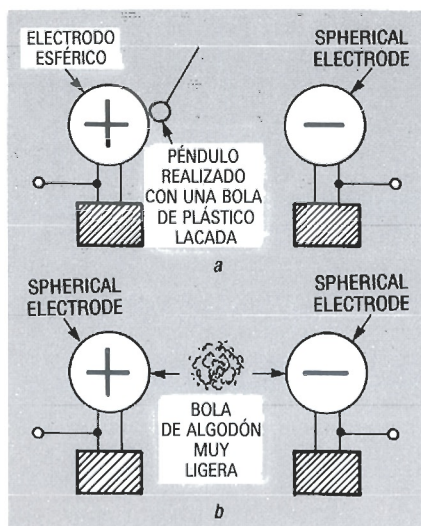 ELECTRODO
ESFÉRICO
SPHERICAL
ELECTRODE
+
−
PÉNDULO
REALIZADO
CON UNA BOLA
DE PLÁSTICO
LACADA
a
SPHERICAL
ELECTRODE
SPHERICAL
ELECTRODE
+
−
BOLA
DE ALGODÓN
MUY
LIGERA
b